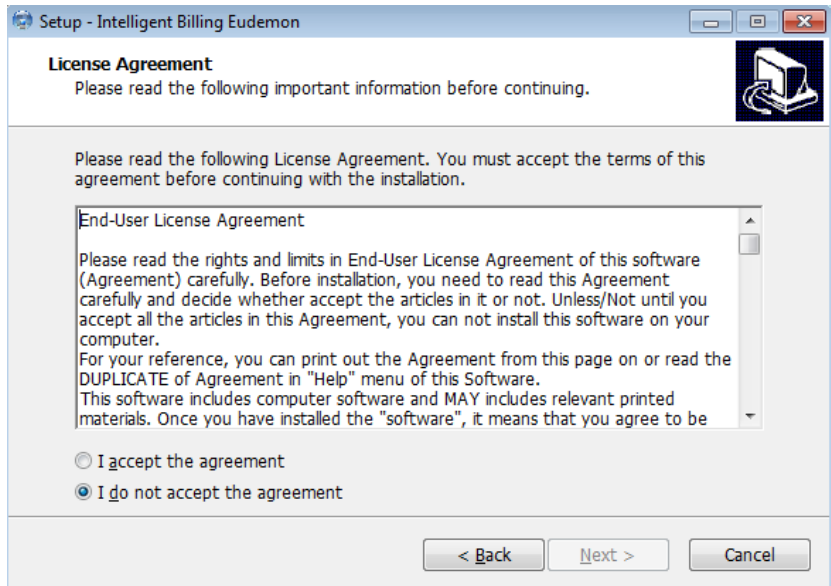 Setup - Intelligent Billing Eudemon
License Agreement
Please read the following important information before continuing.
Please read the following License Agreement. You must accept the terms of this
agreement before continuing with the installation.
End-User License Agreement
Please read the rights and limits in End-User License Agreement of this software
(Agreement) carefully. Before installation, you need to read this Agreement
carefully and decide whether accept the articles in it or not. Unless/Not until you
accept all the articles in this Agreement, you can not install this software on your
computer.
For your reference, you can print out the Agreement from this page on or read the
DUPLICATE of Agreement in "Help" menu of this Software.
This software includes computer software and MAY includes relevant printed
materials. Once you have installed the "software", it means that you agree to be
I accept the agreement
I do not accept the agreement
< Back
Next >
Cancel